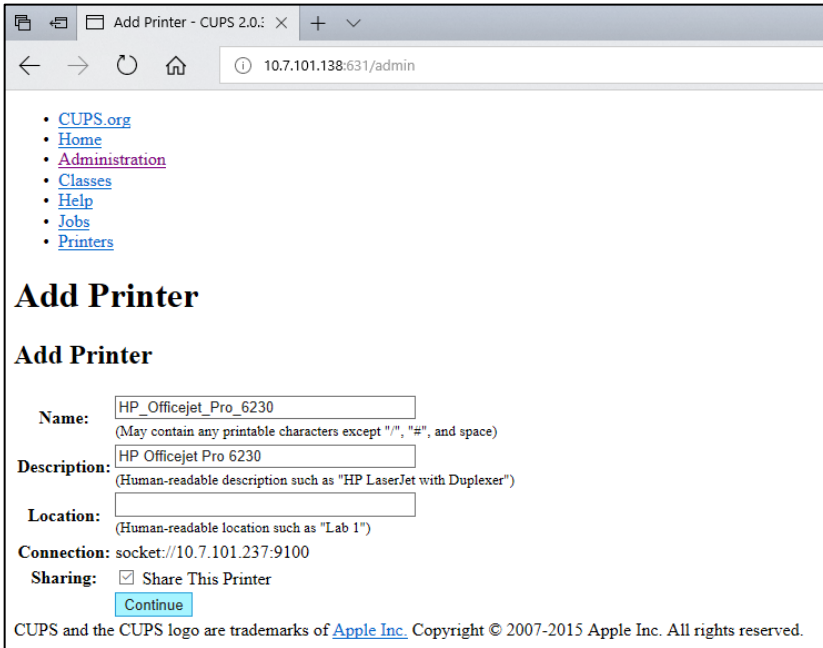 Add Printer - CUPS 2.0.3
10.7.101.138:631/admin
CUPS.org
Home
Administration
Classes
Help
Jobs
Printers
Add Printer
Add Printer
Name: HP_Officejet_Pro_6230
(May contain any printable characters except "/", "#", and space)
Description: HP Officejet Pro 6230
(Human-readable description such as "HP LaserJet with Duplexer")
Location:
(Human-readable location such as "Lab 1")
Connection: socket://10.7.101.237:9100
Sharing: Share This Printer
Continue
CUPS and the CUPS logo are trademarks of Apple Inc. Copyright © 2007-2015 Apple Inc. All rights reserved.